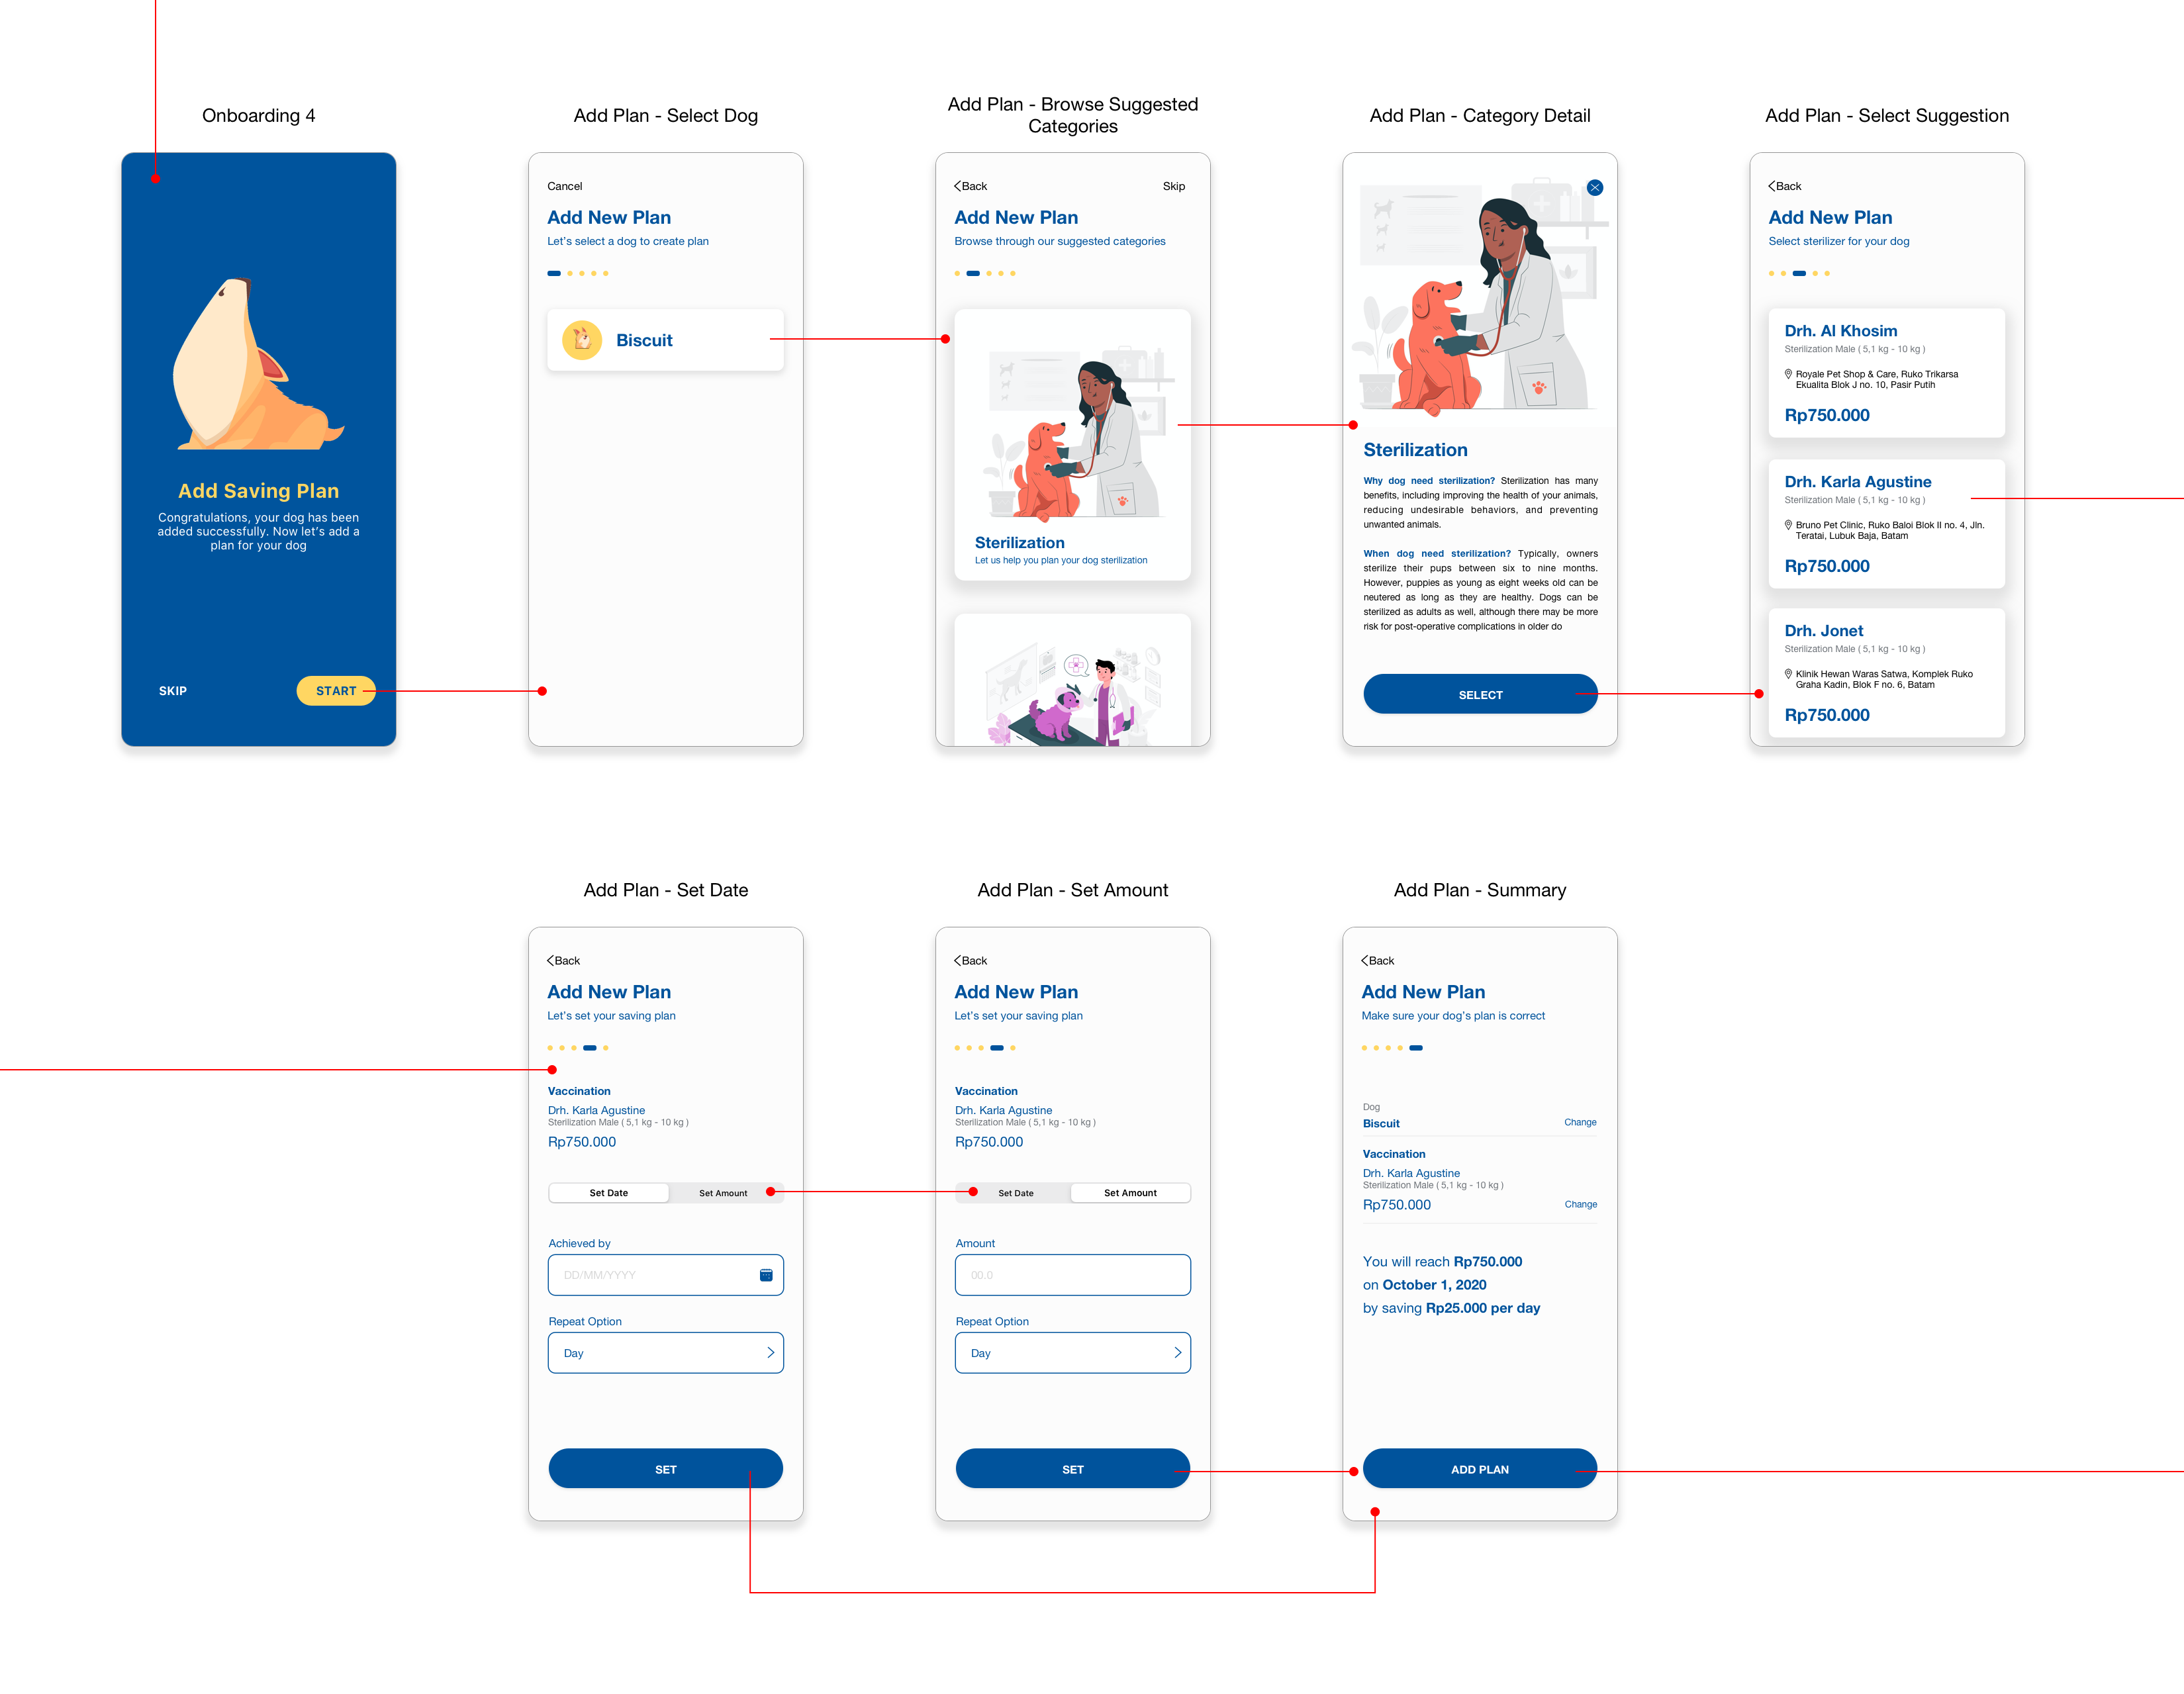 Onboarding 4
Add Saving Plan
Congratulations, your dog has been
added successfully. Now let's add a
plan for your dog
SKIP
START
Add Plan - Select Dog
Cancel
Add New Plan
Let's select a dog to create plan
Biscuit
Add Plan - Browse Suggested
Categories
Back
Skip
Add New Plan
Browse through our suggested categories
Sterilization
Let us help you plan your dog sterilization
Add Plan - Category Detail
Sterilization
Why dog need sterilization? Sterilization has many
benefits, including improving the health of your animals,
reducing undesirable behaviors, and preventing
unwanted animals.
When dog need sterilization? Typically, owners
sterilize their pups between six to nine months.
However, puppies as young as eight weeks old can be
neutered as long as they are healthy. Dogs can be
sterilized as adults as well, although there may be more
risk for post-operative complications in older do
SELECT
Add Plan - Select Suggestion
Back
Add New Plan
Select sterilizer for your dog
Drh. Al Khosim
Sterilization Male ( 5,1 kg - 10 kg )
Royale Pet Shop & Care, Ruko Trikarsa
Ekualita Blok J no. 10, Pasir Putih
Rp750.000
Drh. Karla Agustine
Sterilization Male ( 5,1 kg - 10 kg )
Bruno Pet Clinic, Ruko Baloi Blok II no. 4, Jln.
Teratai, Lubuk Baja, Batam
Rp750.000
Drh. Jonet
Sterilization Male ( 5,1 kg - 10 kg )
Klinik Hewan Waras Satwa, Komplek Ruko
Graha Kadin, Blok F no. 6, Batam
Rp750.000
Add Plan - Set Date
Back
Add New Plan
Let's set your saving plan
Vaccination
Drh. Karla Agustine
Sterilization Male ( 5,1 kg - 10 kg )
Rp750.000
Set Date
Set Amount
Achieved by
DD/MM/YYYY
Repeat Option
Day
SET
Add Plan - Set Amount
Back
Add New Plan
Let's set your saving plan
Vaccination
Drh. Karla Agustine
Sterilization Male ( 5,1 kg - 10 kg )
Rp750.000
Set Date
Set Amount
Amount
00.0
Repeat Option
Day
SET
Add Plan - Summary
Back
Add New Plan
Make sure your dog's plan is correct
Dog
Biscuit
Change
Vaccination
Drh. Karla Agustine
Sterilization Male ( 5,1 kg - 10 kg )
Rp750.000
Change
You will reach Rp750.000
on October 1, 2020
by saving Rp25.000 per day
ADD PLAN